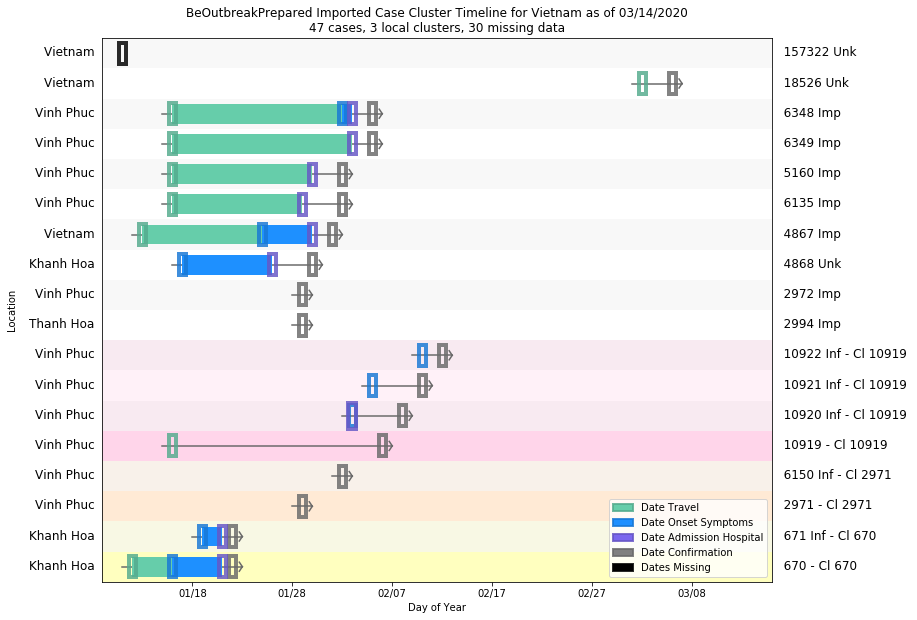 BeOutbreakPrepared Imported Case Cluster Timeline for Vietnam as of 03/14/2020
47 cases, 3 local clusters, 30 missing data
Vietnam 157322 Unk
Vietnam 18526 Unk
Vinh Phuc 6348 Imp
Vinh Phuc 6349 Imp
Vinh Phuc 5160 Imp
Vinh Phuc 6135 Imp
Vietnam 4867 Imp
Khanh Hoa 4868 Unk
Vinh Phuc 2972 Imp
Thanh Hoa 2994 Imp
Vinh Phuc 10922 Inf - Cl 10919
Vinh Phuc 10921 Inf - Cl 10919
Vinh Phuc 10920 Inf - Cl 10919
Vinh Phuc 10919 - Cl 10919
Vinh Phuc 6150 Inf - Cl 2971
Vinh Phuc 2971 - Cl 2971
Khanh Hoa 671 Inf - Cl 670
Khanh Hoa 670 - Cl 670
Location
Date Travel
Date Onset Symptoms
Date Admission Hospital
Date Confirmation
Dates Missing
01/18 01/28 02/07 02/17 02/27 03/08
Day of Year